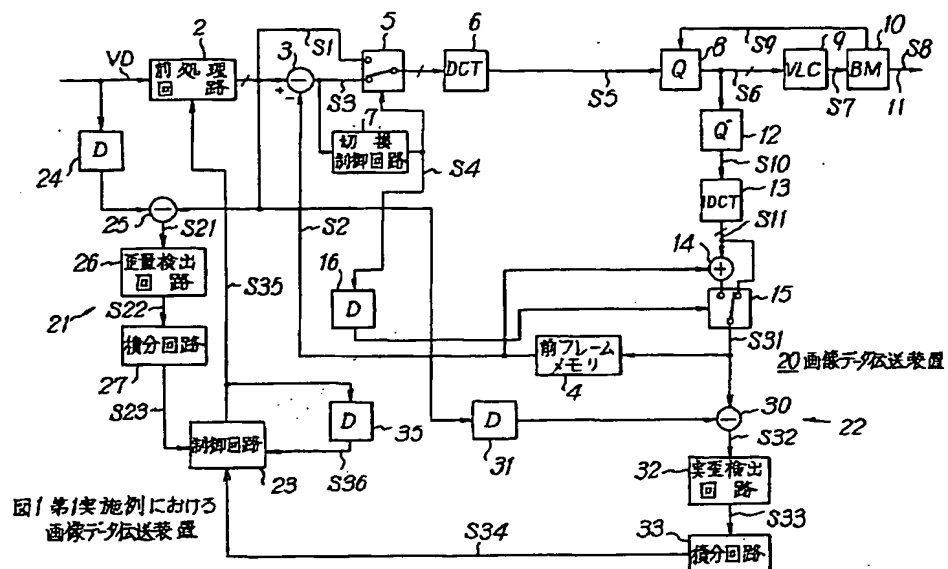 2
VD
前処理
回路
3
S1
5
6
S3
DCT
S5
8
Q
S9
S6
9
VLC
S7
10
BM
S8
11
7
切換
制御回路
S4
Q⁻
12
S10
IDCT
13
S11
14
15
D
24
25
S21
26
歪量検出
回路
S22
21
積分回路
27
S23
S35
S2
16
D
S31
20 画像データ伝送装置
前フレーム
メモリ
4
D
31
30
S32
22
D
35
S36
制御回路
23
32
実歪検出
回路
S33
33
積分回路
S34
図1 第1実施例における
画像データ伝送装置